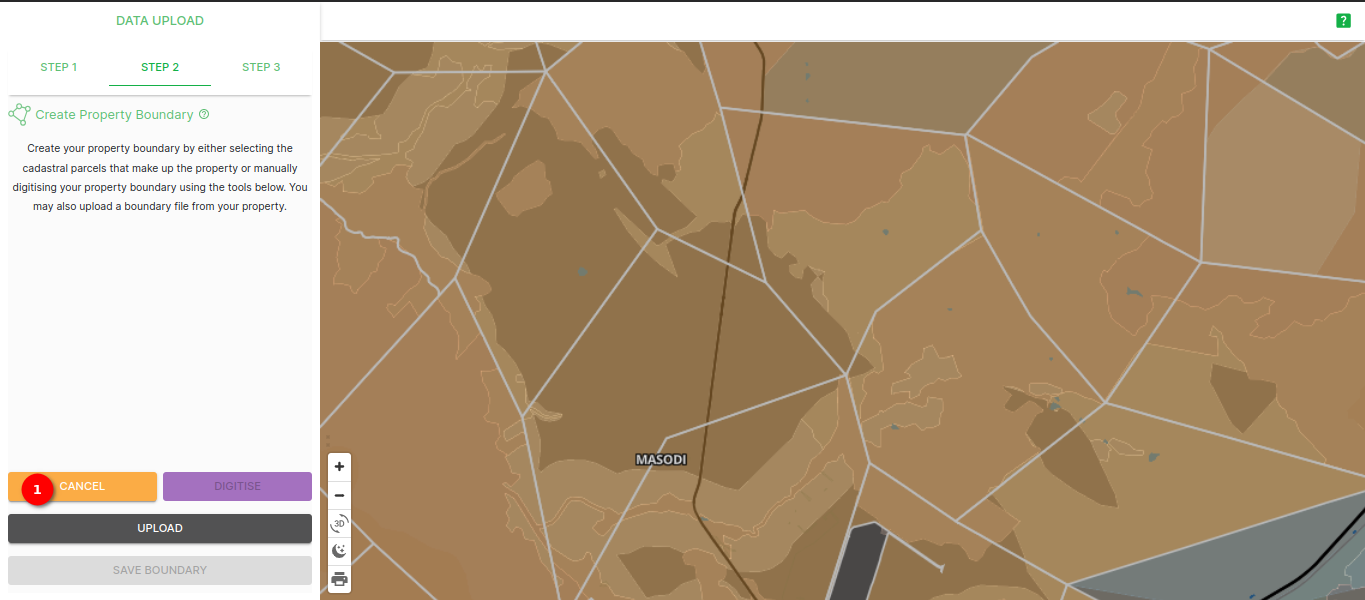 DATA UPLOAD
STEP 1
STEP 2
STEP 3
Create Property Boundary
Create your property boundary by either selecting the
cadastral parcels that make up the property or manually
digitising your property boundary using the tools below. You
may also upload a boundary file from your property.
1
CANCEL
DIGITISE
UPLOAD
SAVE BOUNDARY
?
MASODI
+
−
3D